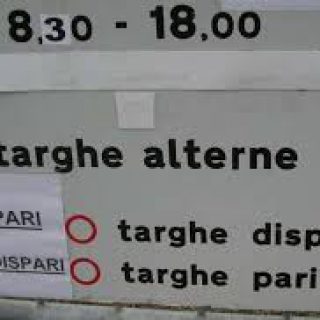 8,30 - 18,00
targhe alterne
PARI
targhe disp
DISPARI
targhe pari